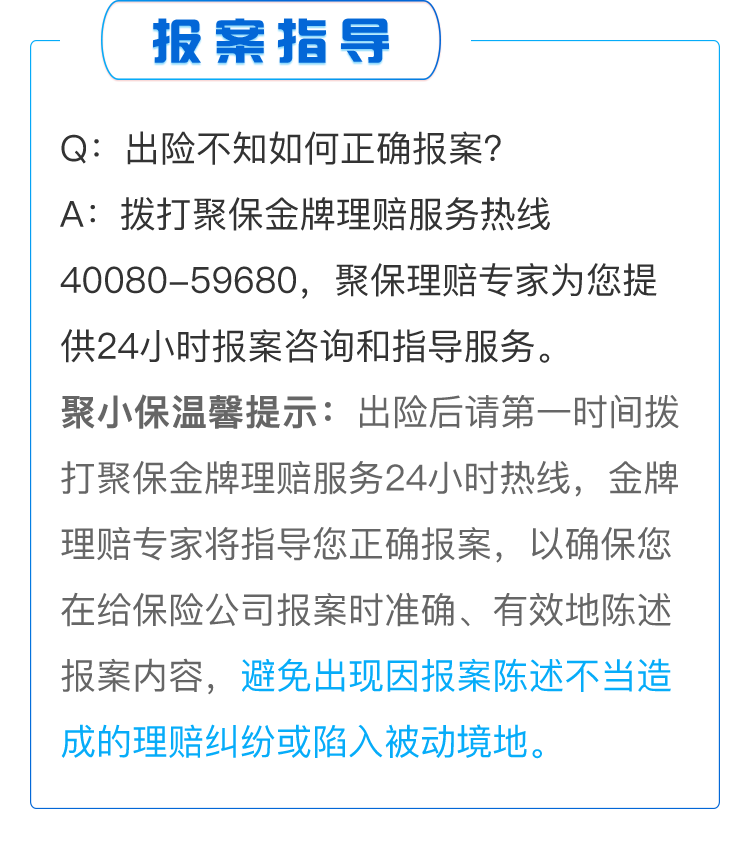 报案指导
Q：出险不知如何正确报案？
A：拨打聚保金牌理赔服务热线
40080-59680，聚保理赔专家为您提
供24小时报案咨询和指导服务。
聚小保温馨提示：出险后请第一时间拨
打聚保金牌理赔服务24小时热线，金牌
理赔专家将指导您正确报案，以确保您
在给保险公司报案时准确、有效地陈述
报案内容，避免出现因报案陈述不当造
成的理赔纠纷或陷入被动境地。